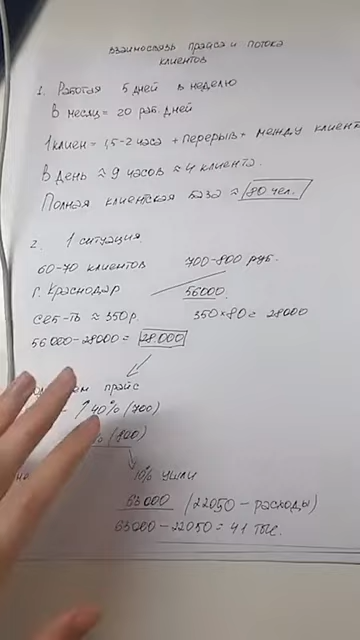 взаимосвязь прайса и потока
клиентов
1. Работая 5 дней в неделю
В месяц = 20 раб. дней
1 клиен = 1,5-2 часа + перерыв + между клиент
В день ≈ 9 часов ≈ 4 клиента.
Полная клиентская база ≈ 80 чел.
2. 1 ситуация.
60-70 клиентов 700-800 руб.
г. Краснодар 56000
себ-ть ≈ 350р. 350×80= 28000
56000-28000= 28000
прайс
↑ 40% (700)
% (800)
10% ушли
63000 (22050 - расходы)
63000-22050 = 41 тыс.